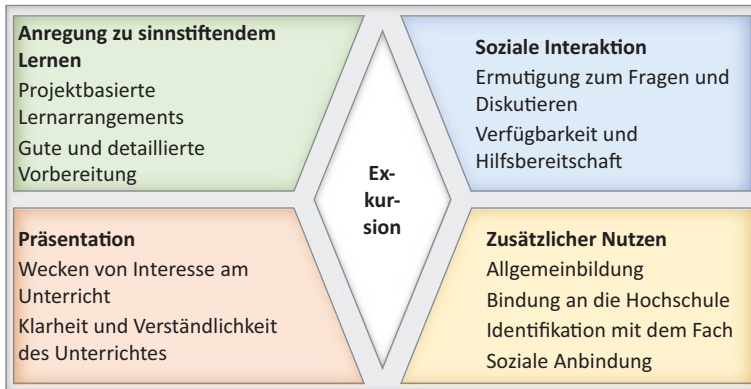 Anregung zu sinnstiftendem
Lernen
Projektbasierte
Lernarrangements
Gute und detaillierte
Vorbereitung
Soziale Interaktion
Ermutigung zum Fragen und
Diskutieren
Verfügbarkeit und
Hilfsbereitschaft
Ex-
kur-
sion
Präsentation
Wecken von Interesse am
Unterricht
Klarheit und Verständlichkeit
des Unterrichtes
Zusätzlicher Nutzen
Allgemeinbildung
Bindung an die Hochschule
Identifikation mit dem Fach
Soziale Anbindung